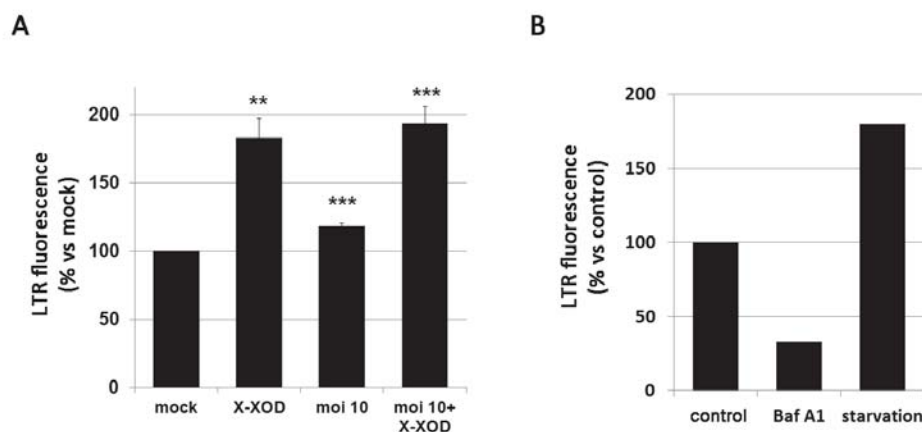 A
LTR fluorescence
(% vs mock)
200
150
100
50
0
**
***
***
mock
X-XOD
moi 10
moi 10+
X-XOD
B
LTR fluorescence
(% vs control)
200
150
100
50
0
control
Baf A1
starvation